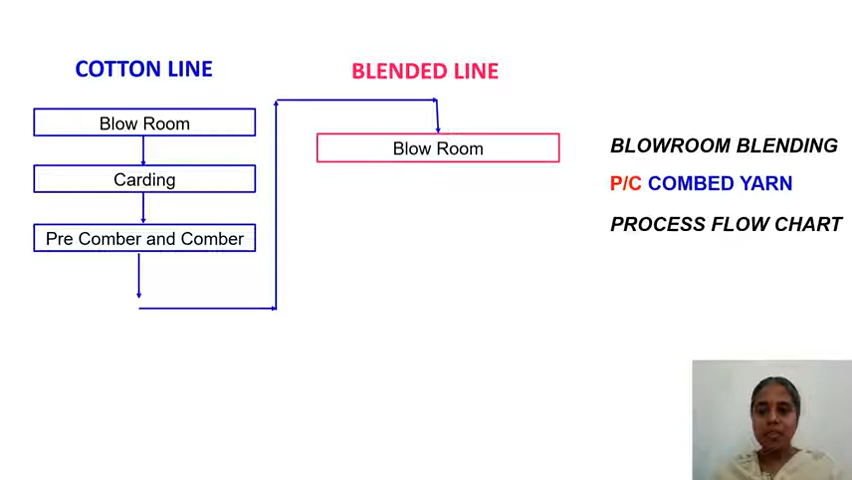 COTTON LINE
Blow Room
Carding
Pre Comber and Comber
BLENDED LINE
Blow Room
BLOWROOM BLENDING
P/C COMBED YARN
PROCESS FLOW CHART